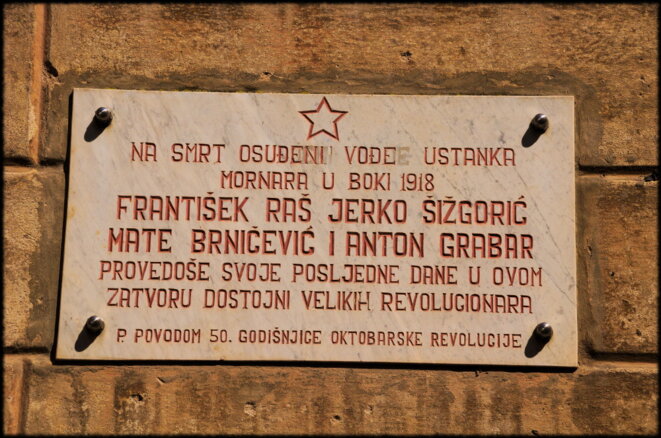 NA SMRT OSUĐENI VOĐE USTANKA
MORNARA U BOKI 1918
FRANTIŠEK RAŠ JERKO ŠIŽGORIĆ
MATE BRNIČEVIĆ I ANTON GRABAR
PROVEDOŠE SVOJE POSLJEDNE DANE U OVOM
ZATVORU DOSTOJNI VELIKIH REVOLUCIONARA
P. POVODOM 50. GODIŠNJICE OKTOBARSKE REVOLUCIJE